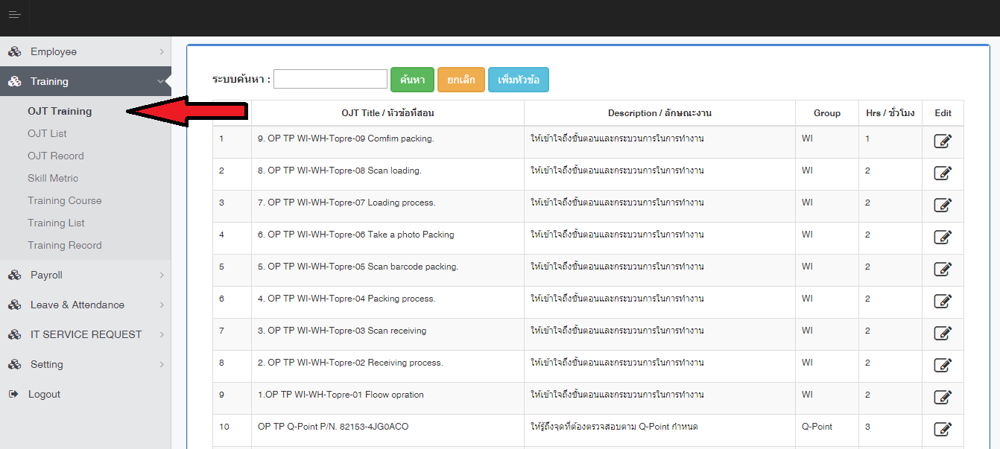 Employee
Training
OJT Training
OJT List
OJT Record
Skill Metric
Training Course
Training List
Training Record
Payroll
Leave & Attendance
IT SERVICE REQUEST
Setting
Logout
ระบบค้นหา : ค้นหา ยกเลิก เพิ่มหัวข้อ
OJT Title / หัวข้อที่สอน Description / ลักษณะงาน Group Hrs / ชั่วโมง Edit
1 9. OP TP WI-WH-Topre-09 Comfim packing. ให้เข้าใจถึงขั้นตอนและกระบวนการในการทำงาน WI 1
2 8. OP TP WI-WH-Topre-08 Scan loading. ให้เข้าใจถึงขั้นตอนและกระบวนการในการทำงาน WI 2
3 7. OP TP WI-WH-Topre-07 Loading process. ให้เข้าใจถึงขั้นตอนและกระบวนการในการทำงาน WI 2
4 6. OP TP WI-WH-Topre-06 Take a photo Packing ให้เข้าใจถึงขั้นตอนและกระบวนการในการทำงาน WI 2
5 5. OP TP WI-WH-Topre-05 Scan barcode packing. ให้เข้าใจถึงขั้นตอนและกระบวนการในการทำงาน WI 2
6 4. OP TP WI-WH-Topre-04 Packing process. ให้เข้าใจถึงขั้นตอนและกระบวนการในการทำงาน WI 2
7 3. OP TP WI-WH-Topre-03 Scan receiving ให้เข้าใจถึงขั้นตอนและกระบวนการในการทำงาน WI 2
8 2. OP TP WI-WH-Topre-02 Receiving process. ให้เข้าใจถึงขั้นตอนและกระบวนการในการทำงาน WI 2
9 1.OP TP WI-WH-Topre-01 Floow opration ให้เข้าใจถึงขั้นตอนและกระบวนการในการทำงาน WI 2
10 OP TP Q-Point P/N. 82153-4JG0ACO ให้รู้ถึงจุดที่ต้องตรวจสอบตาม Q-Point กำหนด Q-Point 3